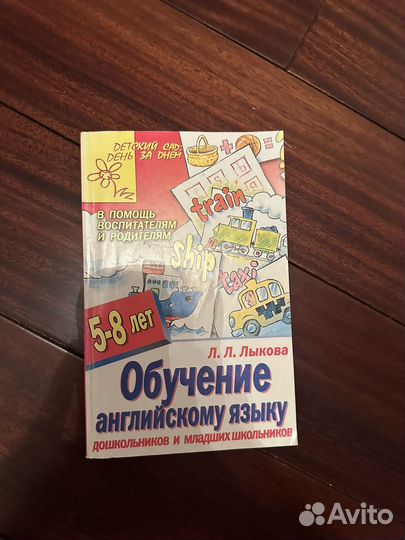 ДЕТСКИЙ САД:
ДЕНЬ ЗА ДНЕМ
В ПОМОЩЬ
ВОСПИТАТЕЛЯМ
И РОДИТЕЛЯМ
train
ship
taxi
5-8 лет
Л. Л. Лыкова
Обучение
английскому языку
дошкольников и младших школьников
Avito